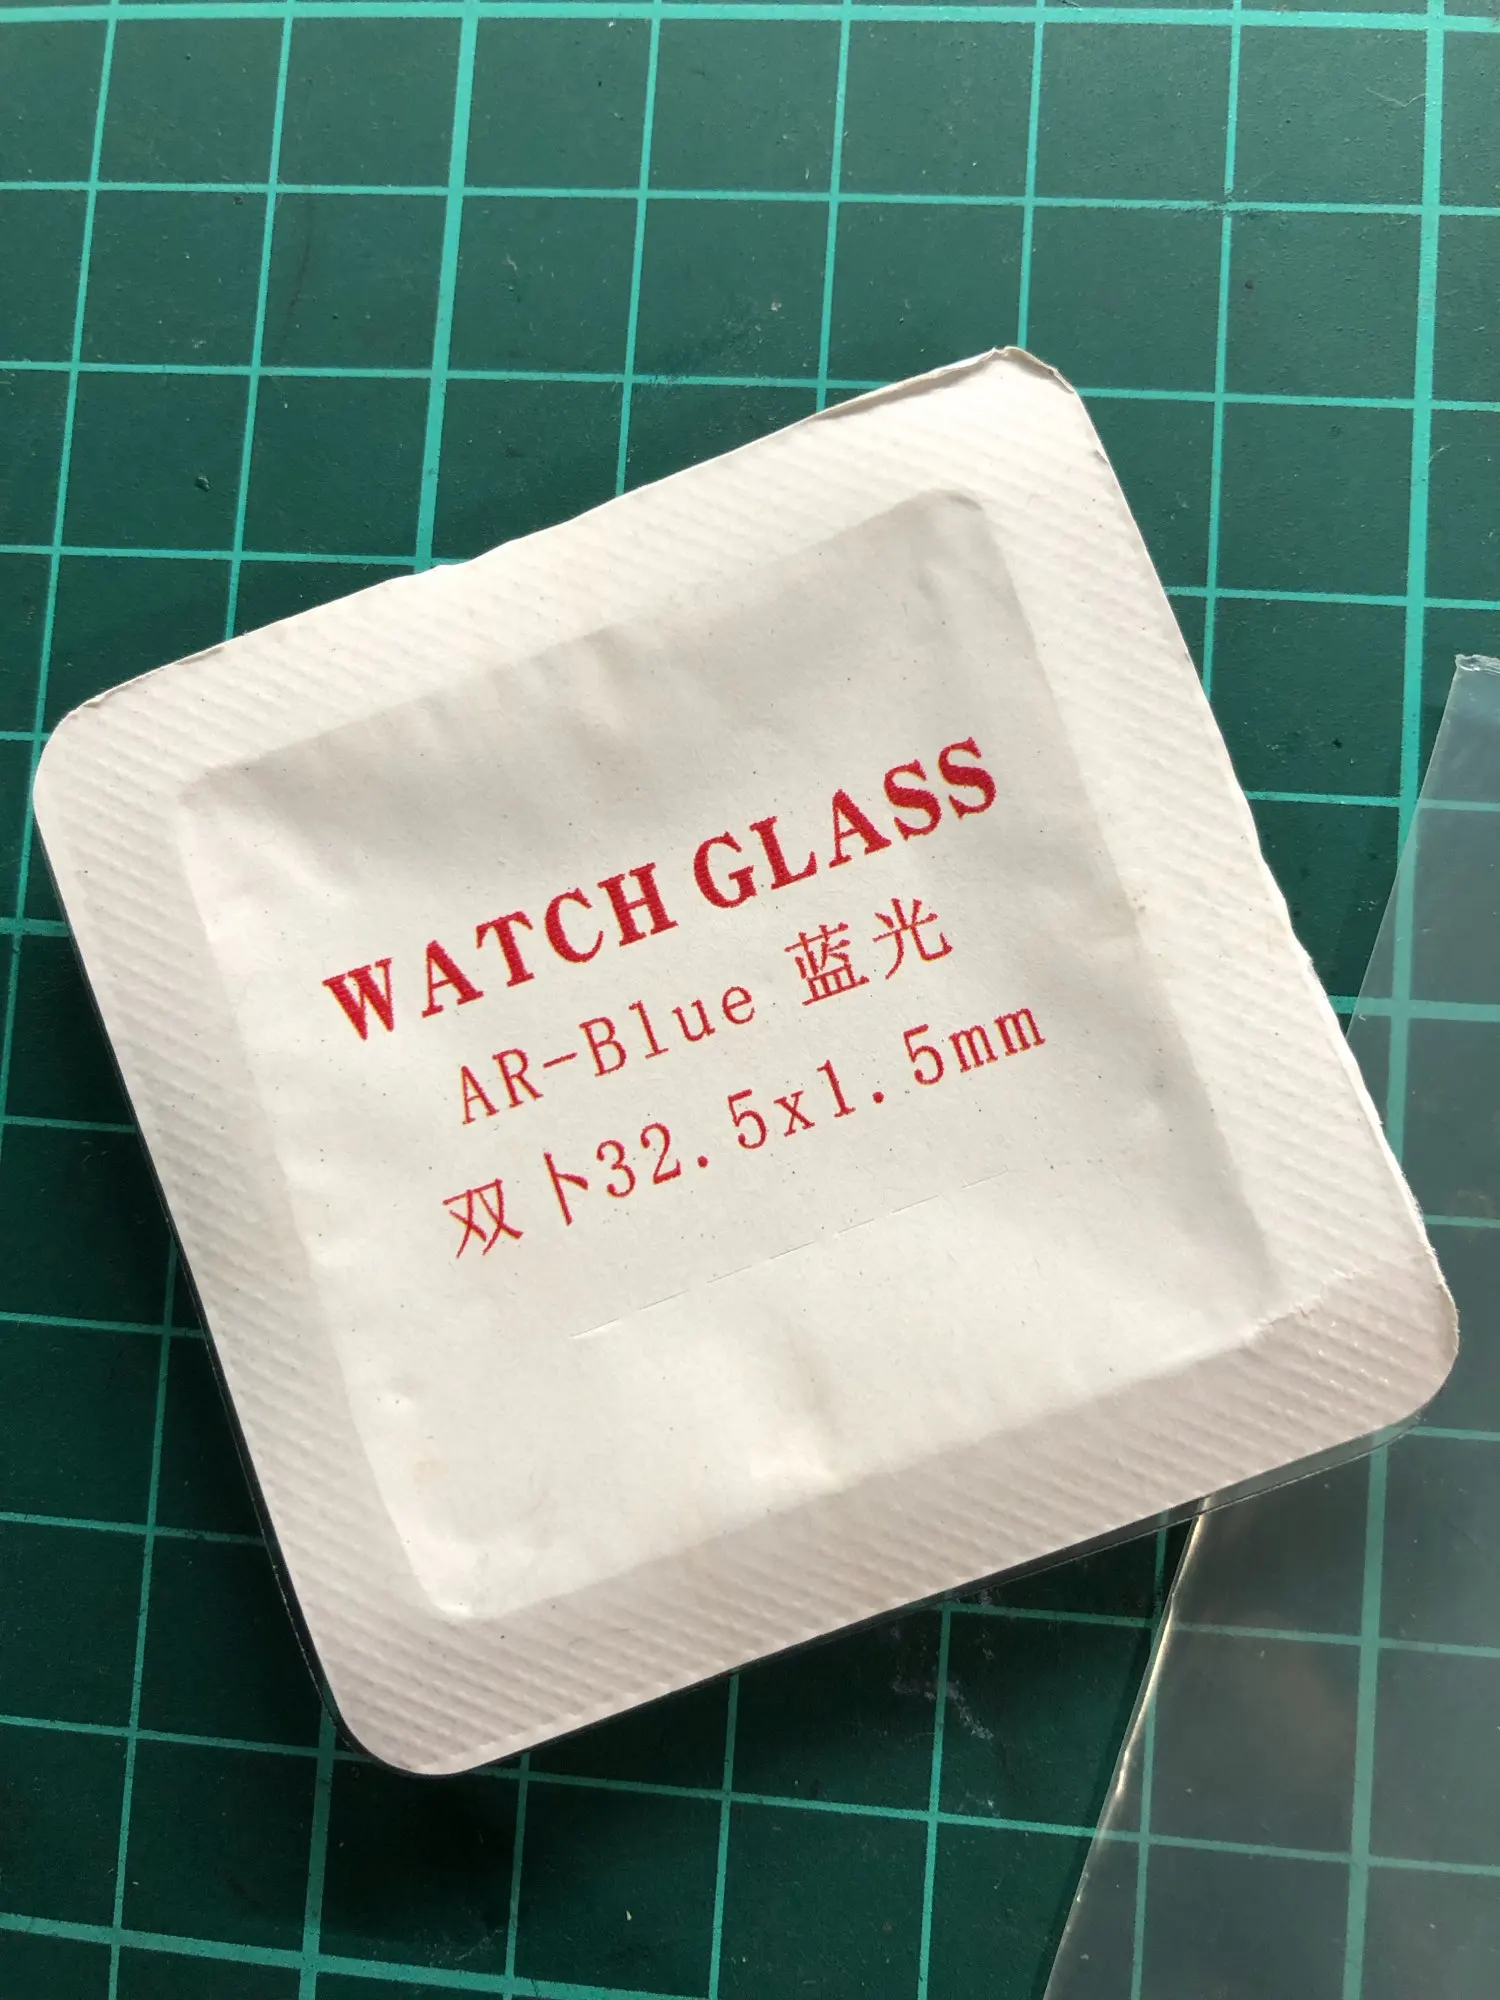 WATCH GLASS
AR-Blue 蓝光
双卜32.5x1.5mm